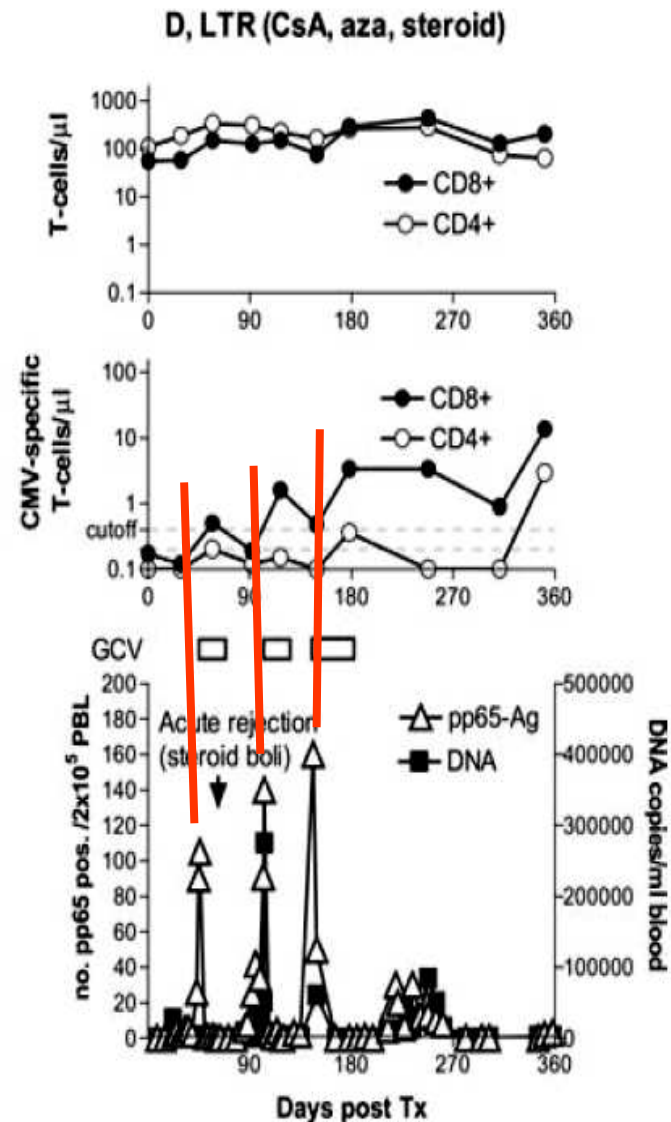 D, LTR (CsA, aza, steroid)
T-cells/µl
1000
100
10
1
0.1
0 90 180 270 360
CD8+
CD4+
CMV-specific
T-cells/µl
100
10
1
cutoff
0.1
0 90 180 270 360
CD8+
CD4+
GCV
no. pp65 pos. /2x10⁵ PBL
200
180
160
140
120
100
80
60
40
20
0
Acute rejection
(steroid boli)
pp65-Ag
DNA
500000
400000
300000
200000
100000
0
DNA copies/ml blood
90 180 270 360
Days post Tx